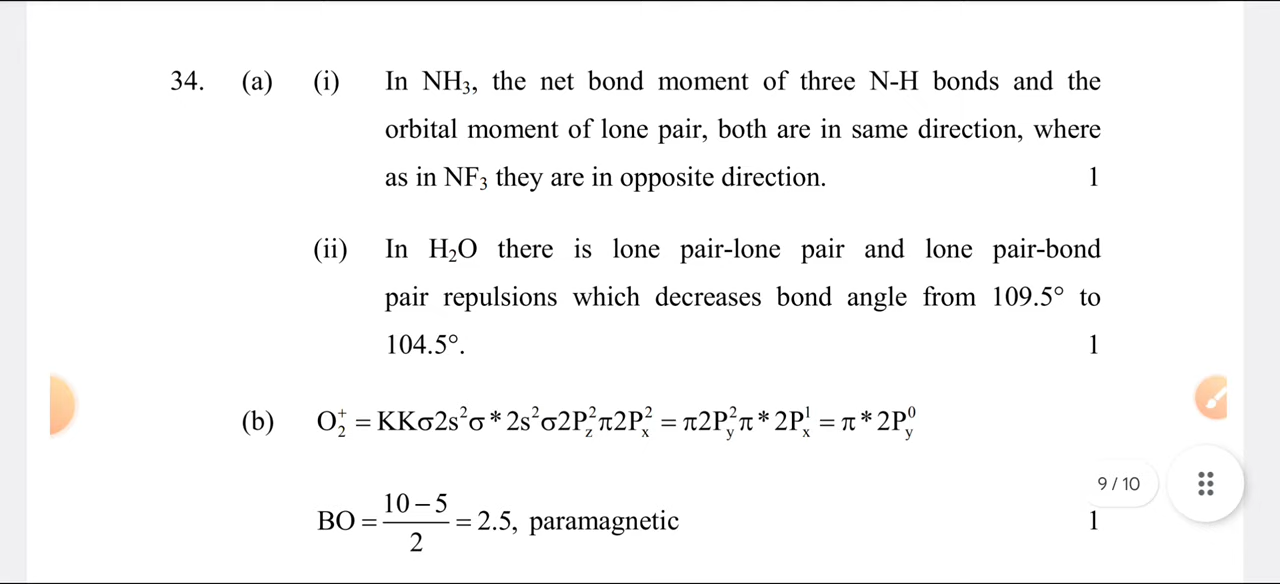 34. (a) (i) In NH₃, the net bond moment of three N-H bonds and the
orbital moment of lone pair, both are in same direction, where
as in NF₃ they are in opposite direction. 1
(ii) In H₂O there is lone pair-lone pair and lone pair-bond
pair repulsions which decreases bond angle from 109.5° to
104.5°. 1
(b) O₂⁺ = KKσ2s²σ*2s²σ2P_z²π2P_x² = π2P_y²π*2P_x¹ = π*2P_y⁰
9 / 10
BO = (10 – 5)/2 = 2.5, paramagnetic 1